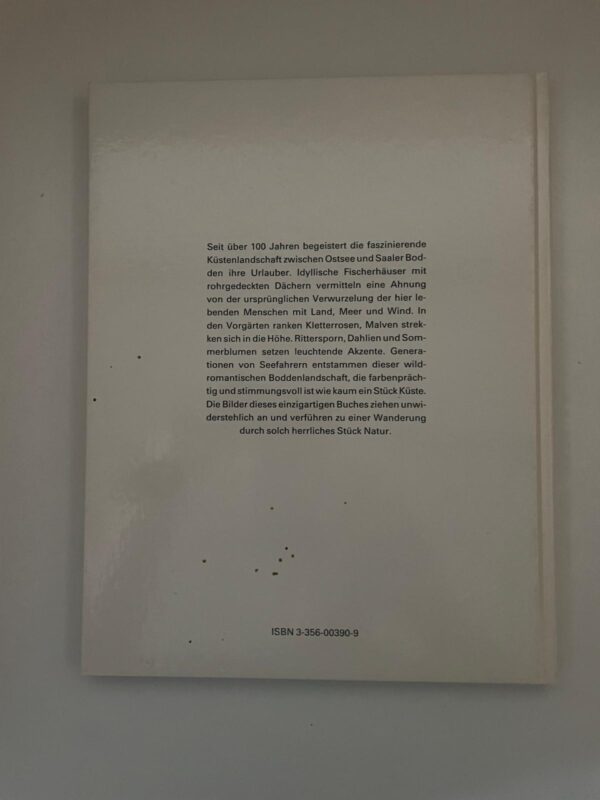 Seit über 100 Jahren begeistert die faszinierende
Küstenlandschaft zwischen Ostsee und Saaler Bod-
den ihre Urlauber. Idyllische Fischerhäuser mit
rohrgedeckten Dächern vermitteln eine Ahnung
von der ursprünglichen Verwurzelung der hier le-
benden Menschen mit Land, Meer und Wind. In
den Vorgärten ranken Kletterrosen, Malven strek-
ken sich in die Höhe. Rittersporn, Dahlien und Som-
merblumen setzen leuchtende Akzente. Genera-
tionen von Seefahrern entstammen dieser wild-
romantischen Boddenlandschaft, die farbenpräch-
tig und stimmungsvoll ist wie kaum ein Stück Küste.
Die Bilder dieses einzigartigen Buches ziehen unwi-
derstehlich an und verführen zu einer Wanderung
durch solch herrliches Stück Natur.
ISBN 3-356-00390-9